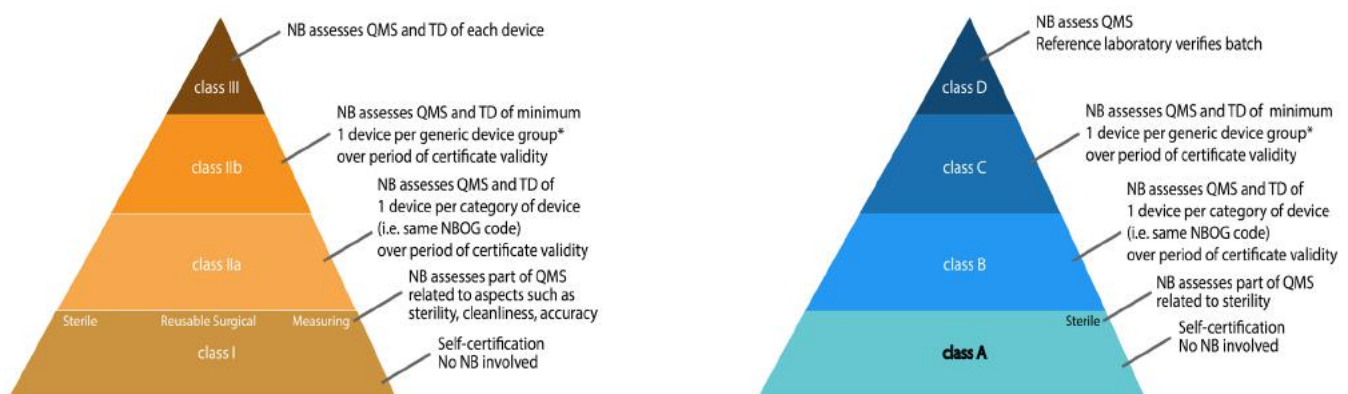 NB assesses QMS and TD of each device
class III
NB assesses QMS and TD of minimum
1 device per generic device group*
over period of certificate validity
class IIb
NB assesses QMS and TD of
1 device per category of device
(i.e. same NBOG code)
over period of certificate validity
class IIa
NB assesses part of QMS
related to aspects such as
sterility, cleanliness, accuracy
Sterile Reusable Surgical Measuring
Self-certification
No NB involved
class I
NB assess QMS
Reference laboratory verifies batch
class D
NB assesses QMS and TD of minimum
1 device per generic device group*
over period of certificate validity
class C
NB assesses QMS and TD of
1 device per category of device
(i.e. same NBOG code)
over period of certificate validity
class B
NB assesses part of QMS
related to sterility
Sterile
Self-certification
No NB involved
class A